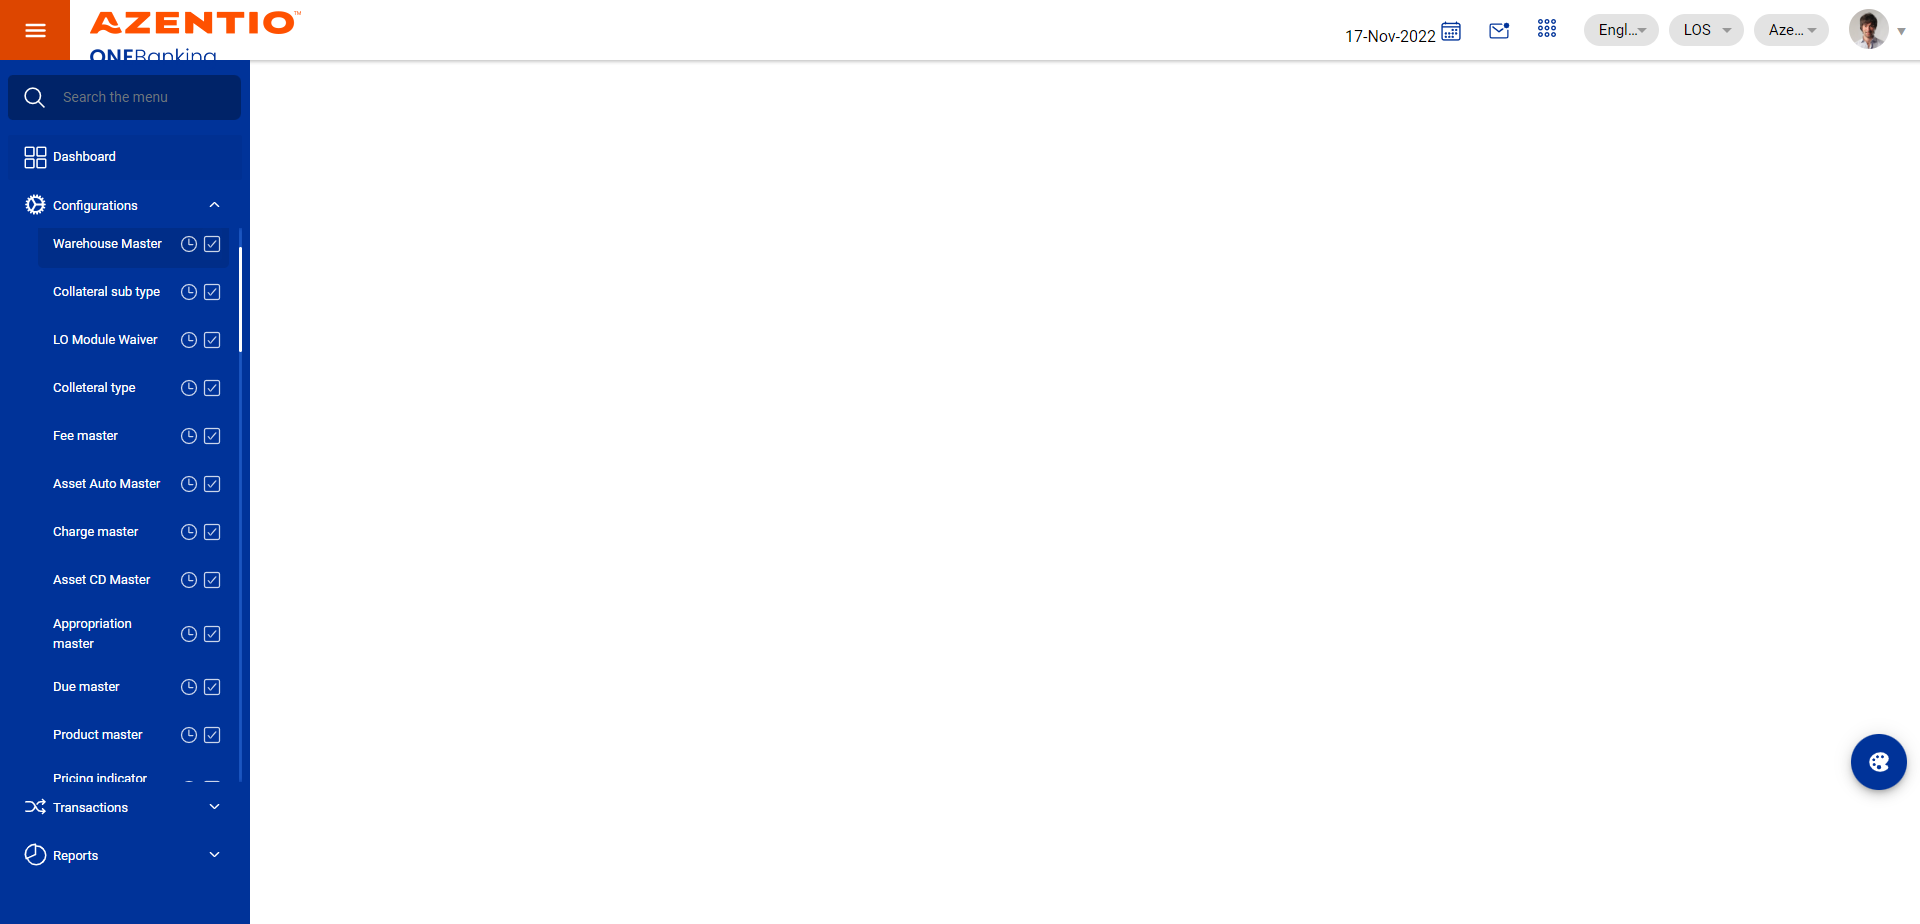 AZENTIO™
ONEBanking
17-Nov-2022
Engl...
LOS
Aze...
Search the menu
Dashboard
Configurations
Warehouse Master
Collateral sub type
LO Module Waiver
Colleteral type
Fee master
Asset Auto Master
Charge master
Asset CD Master
Appropriation
master
Due master
Product master
Pricing indicator
Transactions
Reports